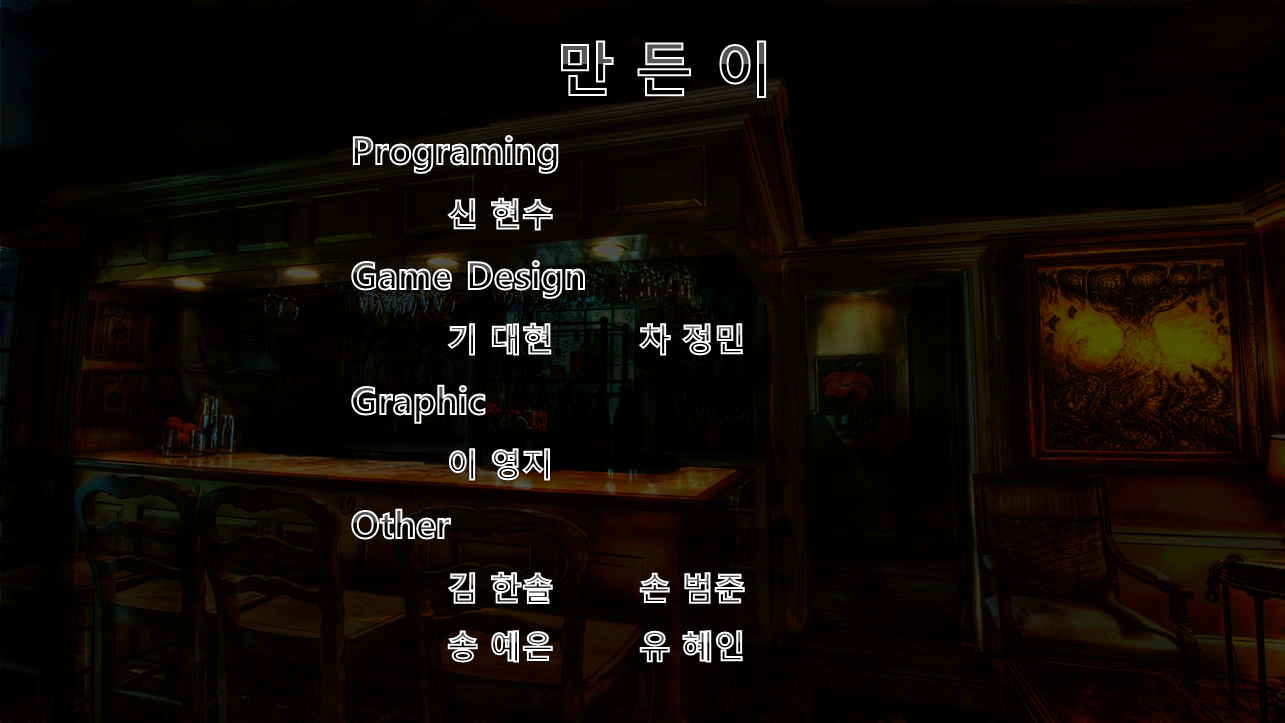 만 든 이
Programing
신 현수
Game Design
기 대현 차 정민
Graphic
이 영지
Other
김 한솔 손 범준
송 예은 유 혜인